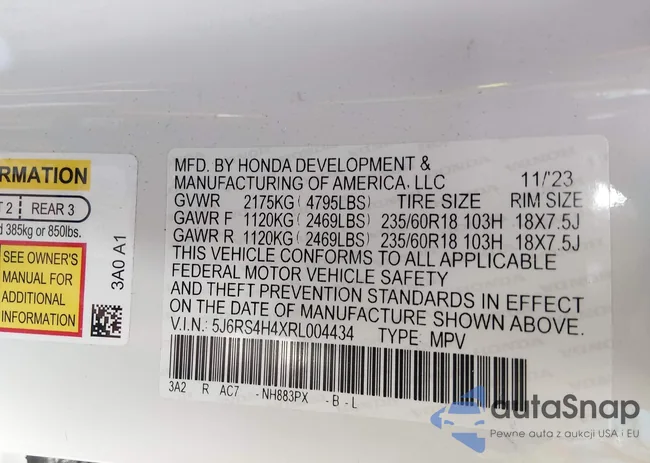 RMATION
T 2 | REAR 3
d 385kg or 850lbs.
SEE OWNER'S
MANUAL FOR
ADDITIONAL
INFORMATION
3A0 A1
MFD. BY HONDA DEVELOPMENT &
MANUFACTURING OF AMERICA, LLC 11/'23
GVWR 2175KG( 4795LBS) TIRE SIZE RIM SIZE
GAWR F 1120KG( 2469LBS) 235/60R18 103H 18X7.5J
GAWR R 1120KG( 2469LBS) 235/60R18 103H 18X7.5J
THIS VEHICLE CONFORMS TO ALL APPLICABLE
FEDERAL MOTOR VEHICLE SAFETY
AND THEFT PREVENTION STANDARDS IN EFFECT
ON THE DATE OF MANUFACTURE SHOWN ABOVE.
V.I.N.: 5J6RS4H4XRL004434 TYPE: MPV
3A2 R AC7 -NH883PX -B-L
autaSnap
Pewne auta z aukcji USA i EU